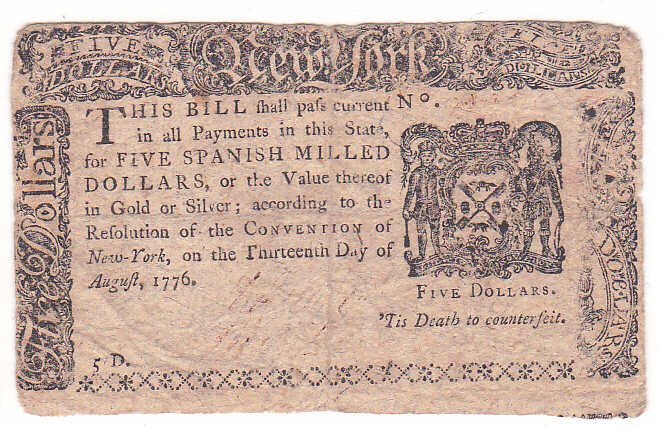 FIVE DOLLARS
New York
FIVE DOLLARS
Five Dollars
THIS BILL ſhall paſs current Nº.
in all Payments in this State,
for FIVE SPANISH MILLED
DOLLARS, or the Value thereof
in Gold or Silver; according to the
Reſolution of the CONVENTION of
New-York, on the Thirteenth Day of
Auguſt, 1776.
FIVE DOLLARS.
'Tis Death to counterfeit.
5 D.
DOLLARS